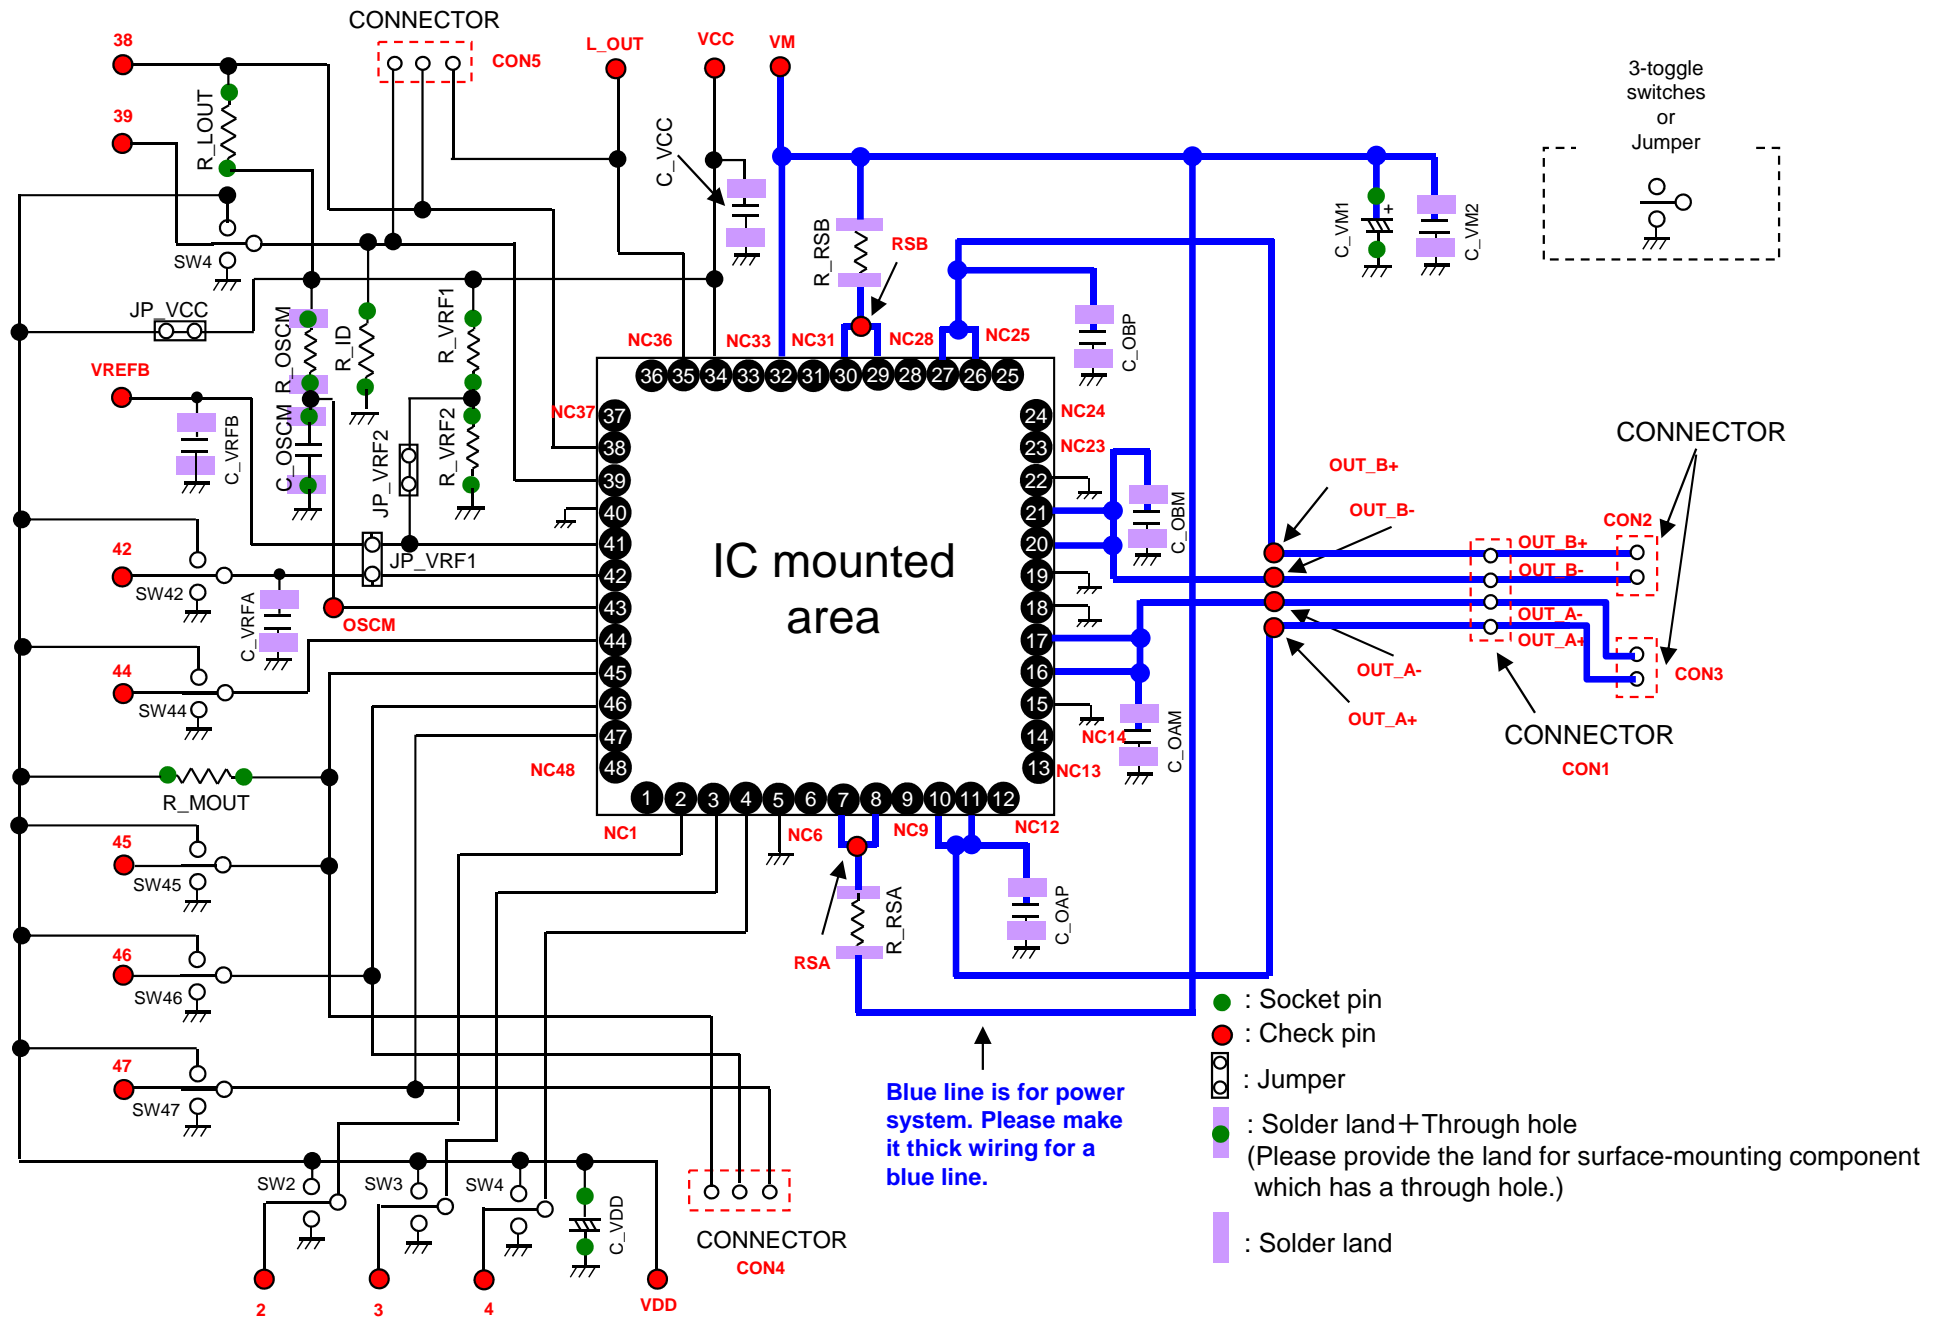 CONNECTOR
38
L_OUT
VCC
VM
CON5
3-toggle
switches
or
Jumper
39
R_LOUT
C_VCC
C_VM1
+
C_VM2
R_RSB
RSB
SW4
JP_VCC
R_OSCM
R_ID
R_VRF1
C_OBP
NC36
NC33
NC31
NC28
NC25
VREFB
36 35 34 33 32 31 30 29 28 27 26 25
NC37
37
24
NC24
C_VRFB
C_OSCM
JP_VRF2
R_VRF2
38
23
NC23
CONNECTOR
39
22
OUT_B+
40
21
C_OBM
OUT_B-
CON2
42
41
20
OUT_B+
JP_VRF1
IC mounted
area
SW42
42
19
OUT_B-
C_VRFA
OSCM
43
18
OUT_A-
44
17
OUT_A+
44
45
16
OUT_A-
CON3
SW44
46
15
OUT_A+
47
14
NC14
C_OAM
CONNECTOR
CON1
NC48
48
13
NC13
R_MOUT
1 2 3 4 5 6 7 8 9 10 11 12
NC1
NC6
NC9
NC12
45
SW45
R_RSA
C_OAP
46
RSA
SW46
: Socket pin
: Check pin
47
: Jumper
SW47
Blue line is for power
system. Please make
it thick wiring for a
blue line.
: Solder land＋Through hole
(Please provide the land for surface-mounting component
which has a through hole.)
: Solder land
SW2
SW3
SW4
C_VDD
CONNECTOR
CON4
2
3
4
VDD